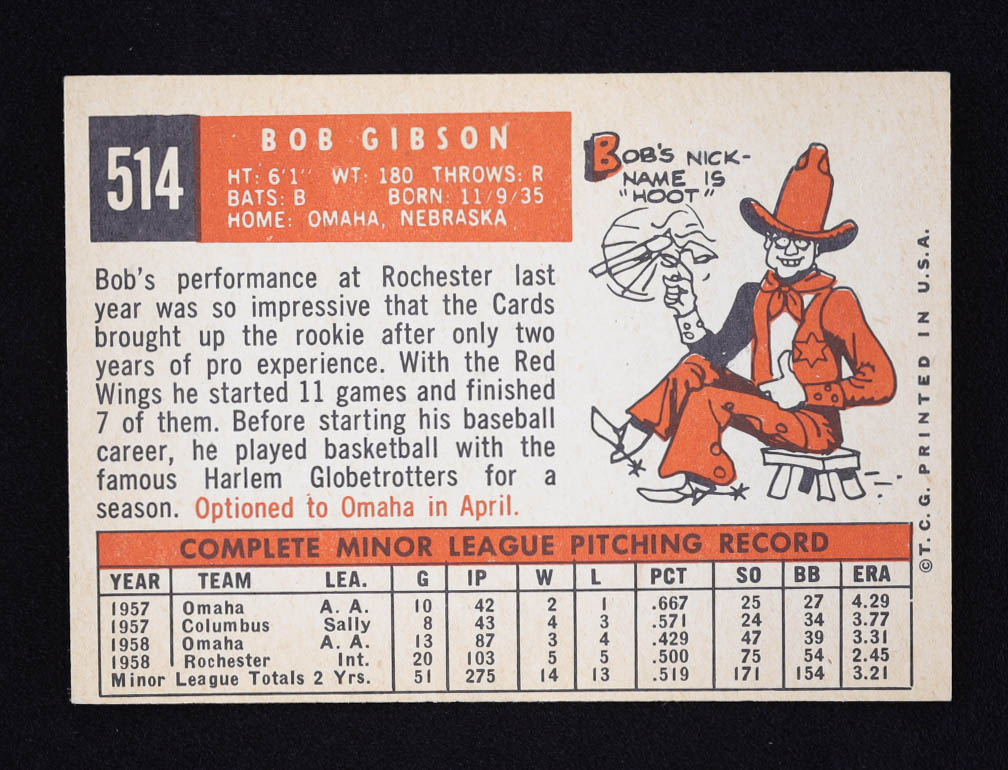 514
BOB GIBSON
HT: 6'1" WT: 180 THROWS: R
BATS: B BORN: 11/9/35
HOME: OMAHA, NEBRASKA
BOB'S NICK-
NAME IS
"HOOT"
Bob's performance at Rochester last
year was so impressive that the Cards
brought up the rookie after only two
years of pro experience. With the Red
Wings he started 11 games and finished
7 of them. Before starting his baseball
career, he played basketball with the
famous Harlem Globetrotters for a
season. Optioned to Omaha in April.
COMPLETE MINOR LEAGUE PITCHING RECORD
YEAR TEAM LEA. G IP W L PCT SO BB ERA
1957 Omaha A. A. 10 42 2 1 .667 25 27 4.29
1957 Columbus Sally 8 43 4 3 .571 24 34 3.77
1958 Omaha A. A. 13 87 3 4 .429 47 39 3.31
1958 Rochester Int. 20 103 5 5 .500 75 54 2.45
Minor League Totals 2 Yrs. 51 275 14 13 .519 171 154 3.21
©T. C. G. PRINTED IN U.S.A.